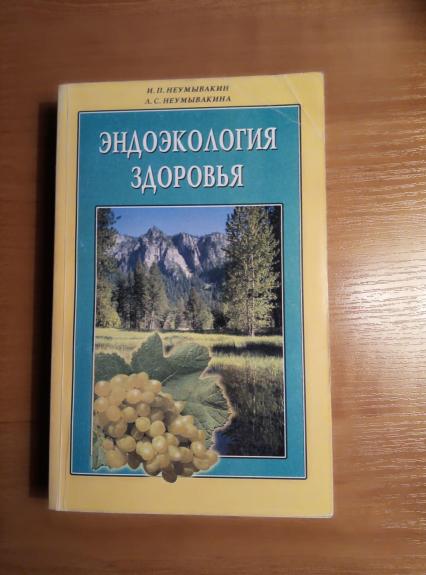 И. П. НЕУМЫВАКИН
Л. С. НЕУМЫВАКИНА
ЭНДОЭКОЛОГИЯ
ЗДОРОВЬЯ